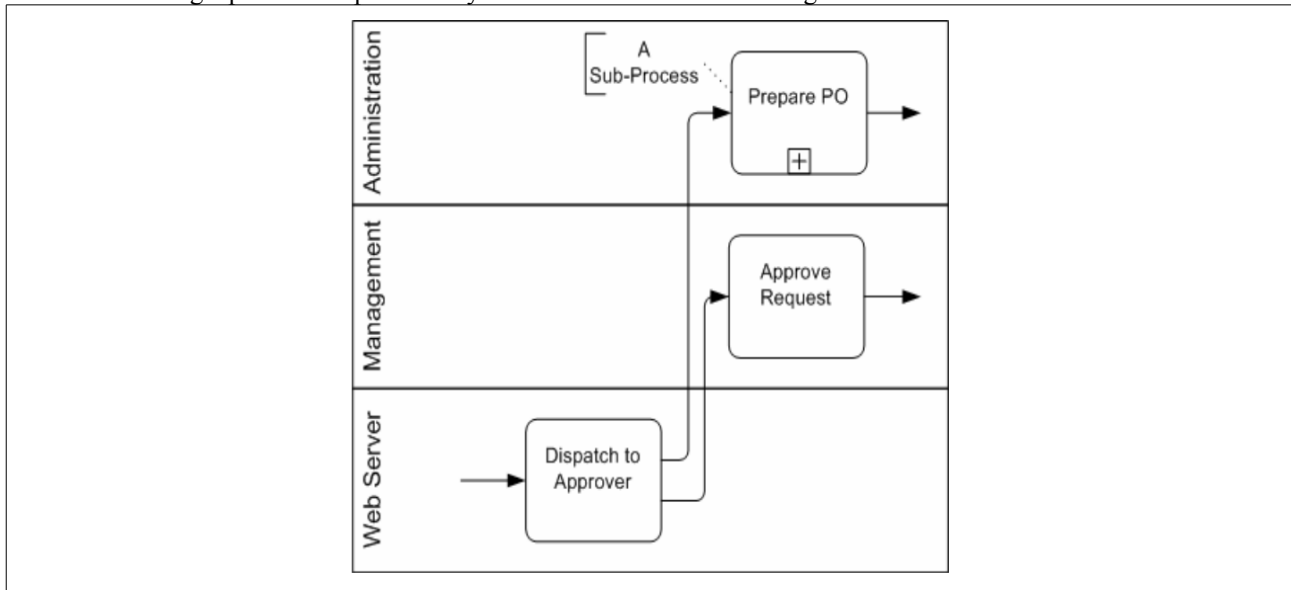 Administration
A
Sub-Process
Prepare PO
Management
Approve
Request
Web Server
Dispatch to
Approver